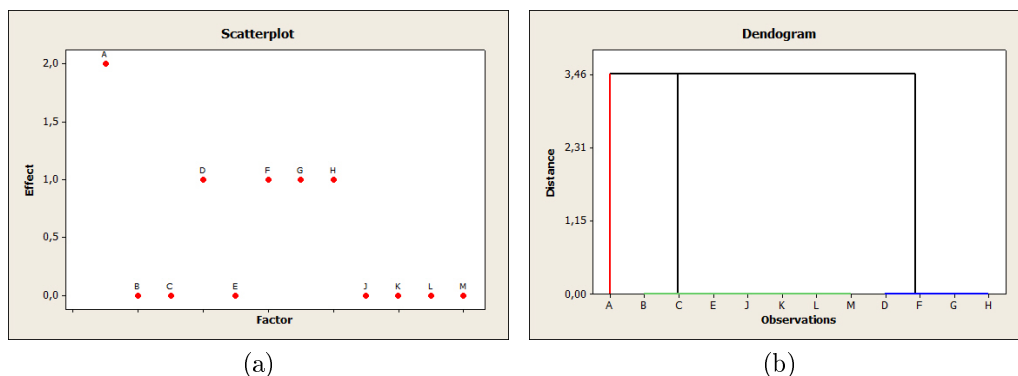 Scatterplot
A
2,0
1,5
D F G H
1,0
0,5
B C E J K L M
0,0
Effect
Factor
(a)
Dendogram
3,46
2,31
1,15
0,00
Distance
A B C E J K L M D F G H
Observations
(b)